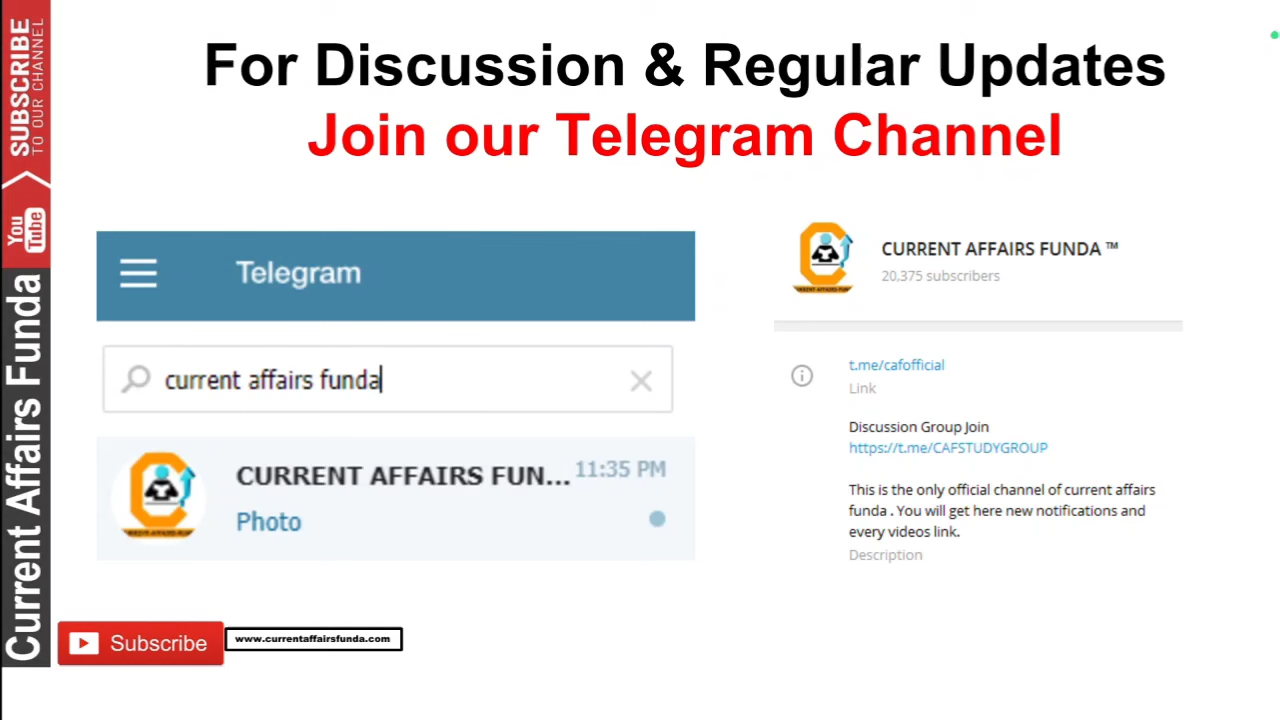 For Discussion & Regular Updates
Join our Telegram Channel
SUBSCRIBE
TO OUR CHANNEL
You
Tube
Current Affairs Funda
Telegram
current affairs funda
CURRENT AFFAIRS FUN... 11:35 PM
Photo
CURRENT AFFAIRS FUNDA ™
20,375 subscribers
t.me/cafofficial
Link
Discussion Group Join
https://t.me/CAFSTUDYGROUP
This is the only official channel of current affairs
funda . You will get here new notifications and
every videos link.
Description
Subscribe
www.currentaffairsfunda.com